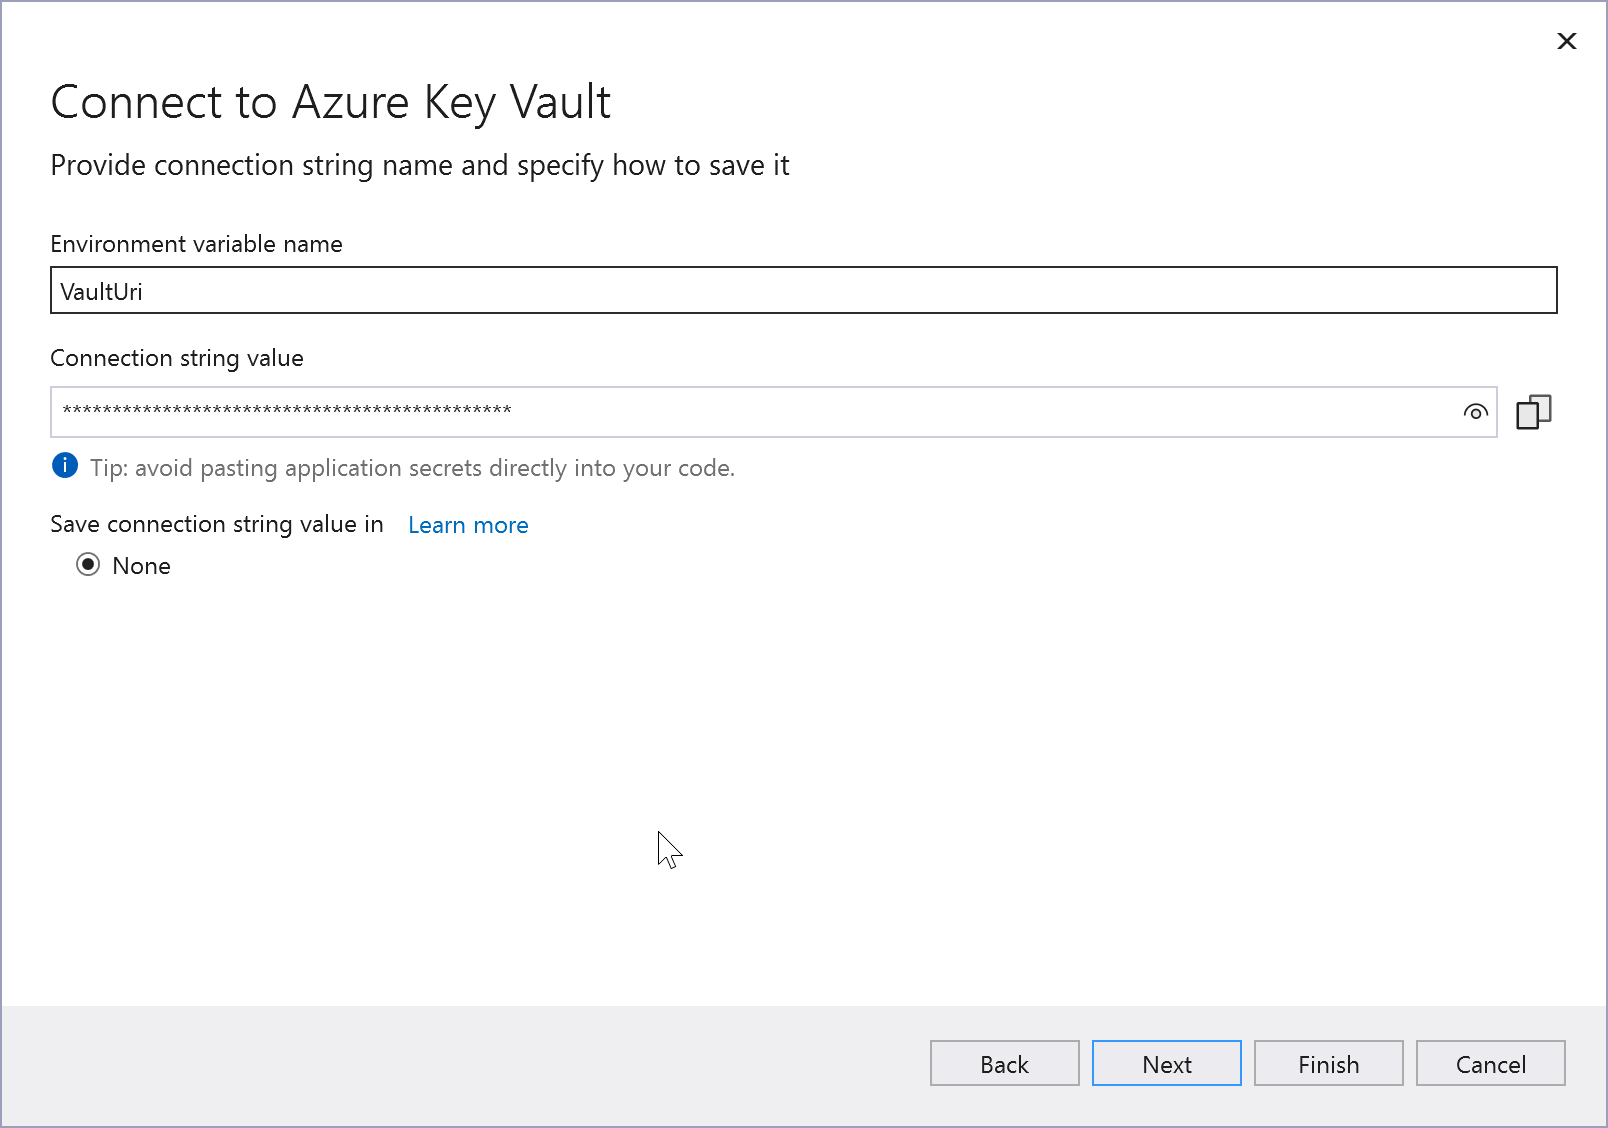 Connect to Azure Key Vault
Provide connection string name and specify how to save it
Environment variable name
VaultUri
Connection string value
*********************************************
Tip: avoid pasting application secrets directly into your code.
Save connection string value in Learn more
None
Back Next Finish Cancel